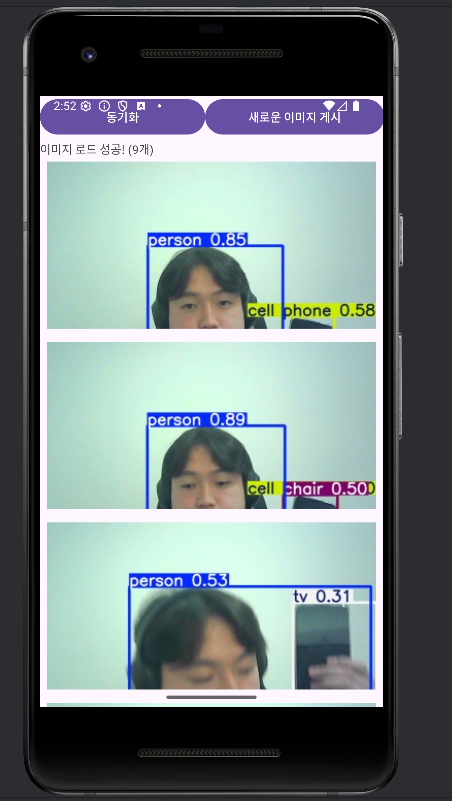 2:52
동기화
새로운 이미지 게시
이미지 로드 성공! (9개)
person 0.85
cell phone 0.58
person 0.89
cell chair 0.50
person 0.53
tv 0.31